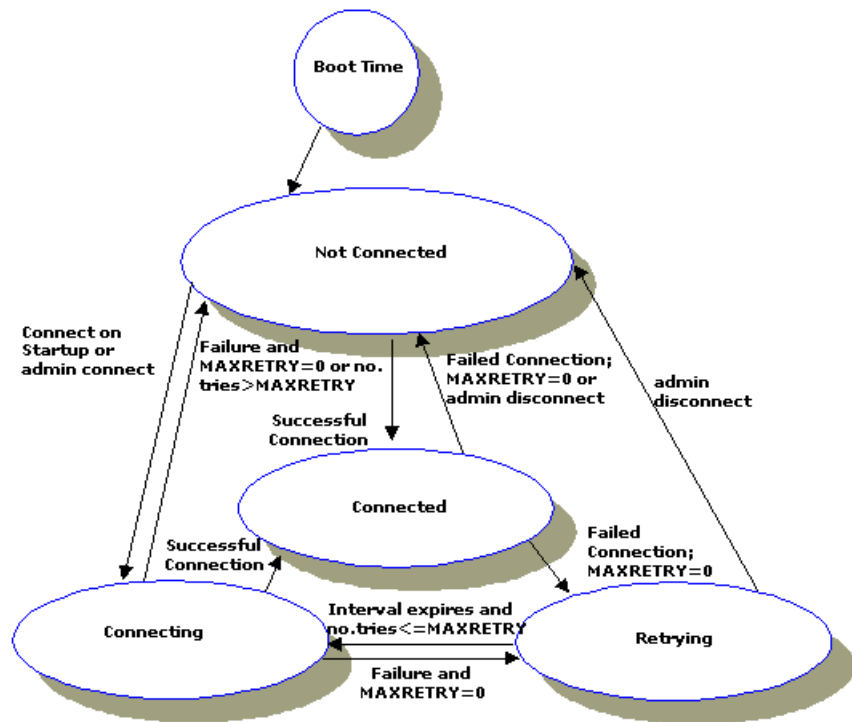 Boot Time
Not Connected
Connect on
Startup or
admin connect
Failure and
MAXRETRY=0 or no.
tries>MAXRETRY
Failed Connection;
MAXRETRY=0 or
admin disconnect
admin
disconnect
Successful
Connection
Connected
Successful
Connection
Failed
Connection;
MAXRETRY=0
Connecting
Interval expires and
no.tries<=MAXRETRY
Retrying
Failure and
MAXRETRY=0